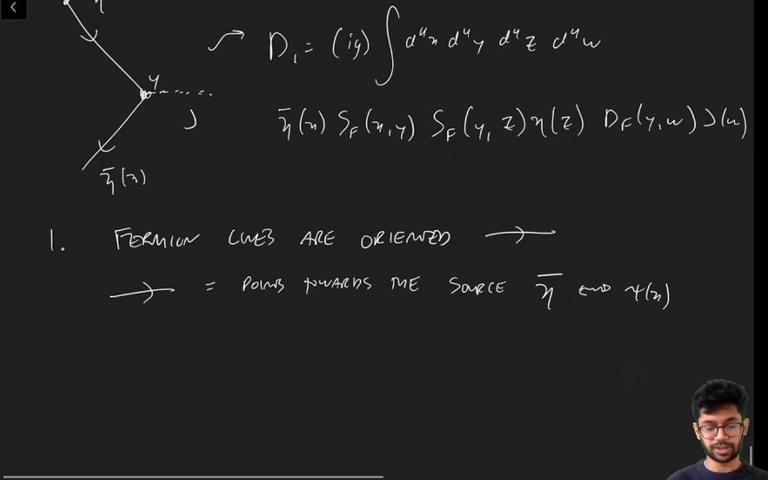 η
D₁ = (ig) ∫ d⁴x d⁴y d⁴z d⁴w
y
J
η̄(x) S_F(x,y) S_F(y, z) η(z) D_F(y,w) J(w)
η̄(x)
1. FERMION LINES ARE ORIENTED →
→ = POINTS TOWARDS THE SOURCE η̄ AND ψ(x)